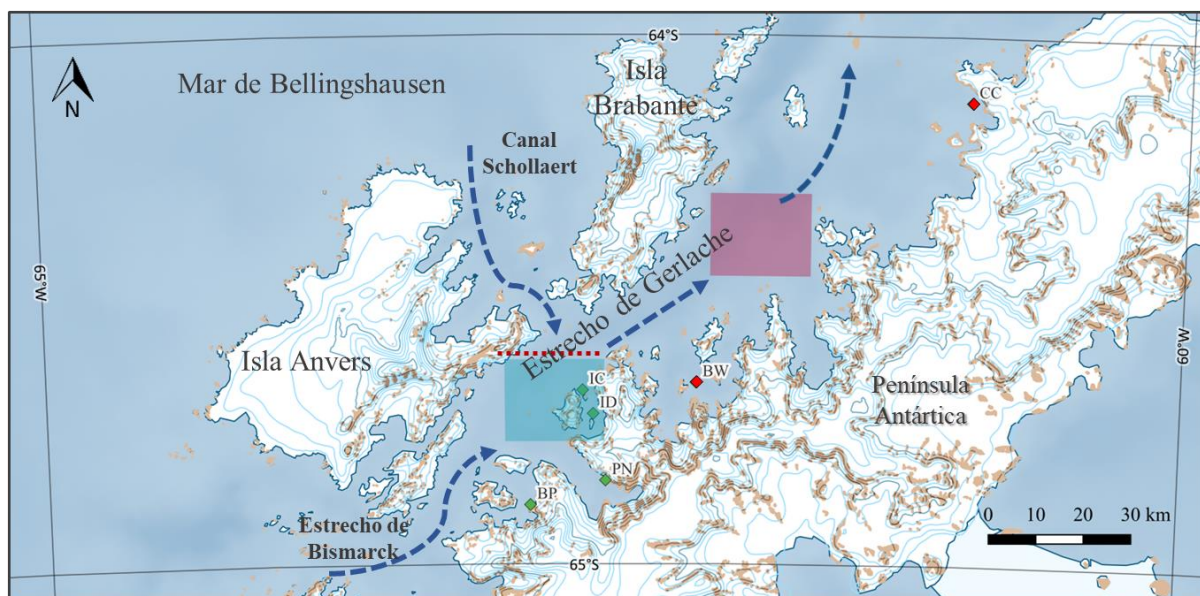 64°S
Mar de Bellingshausen
Isla
Brabante
CC
N
Canal
Schollaert
65°W
Estrecho de Gerlache
60°W
Isla Anvers
IC
BW
ID
Península
Antártica
PN
BP
Estrecho de
Bismarck
0 10 20 30 km
65°S